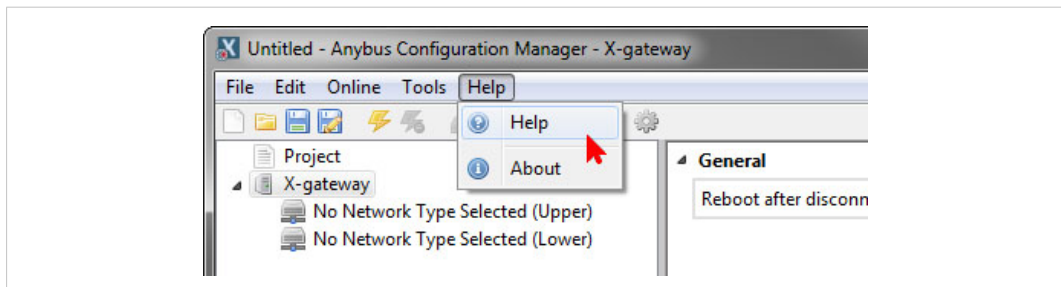 Untitled - Anybus Configuration Manager - X-gateway
File Edit Online Tools Help
Help
About
Project
X-gateway
No Network Type Selected (Upper)
No Network Type Selected (Lower)
General
Reboot after disconn